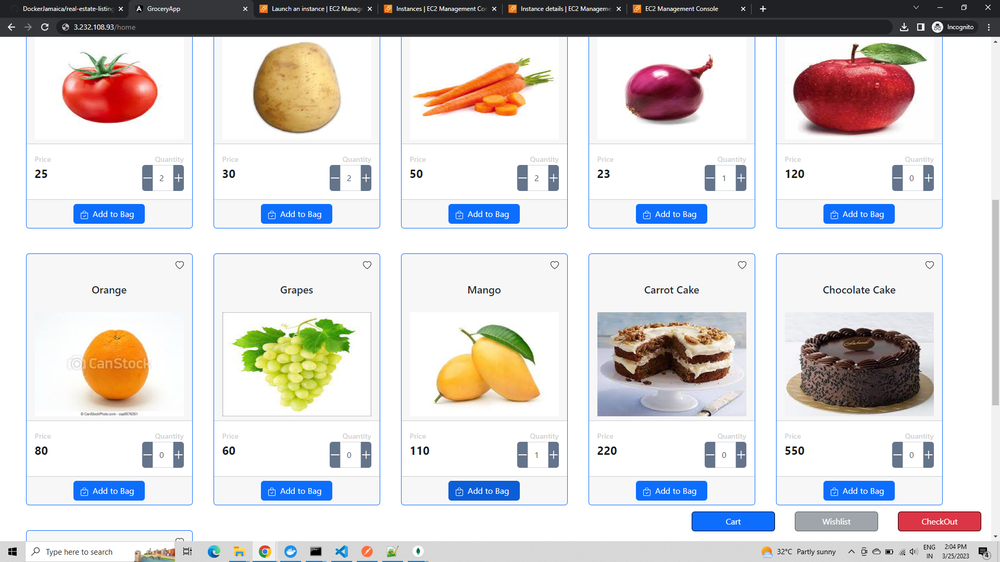 DockerJamaica/real-estate-listing
GroceryApp
Launch an instance | EC2 Manage
Instances | EC2 Management Cor
Instance details | EC2 Manageme
EC2 Management Console
3.232.108.93/home
Incognito
Price Quantity Price Quantity Price Quantity Price Quantity Price Quantity
25 2 30 2 50 2 23 1 120 0
Add to Bag Add to Bag Add to Bag Add to Bag Add to Bag
Orange Grapes Mango Carrot Cake Chocolate Cake
CanStock
© CanStockPhoto.com - csp8576351
Price Quantity Price Quantity Price Quantity Price Quantity Price Quantity
80 0 60 0 110 1 220 0 550 0
Add to Bag Add to Bag Add to Bag Add to Bag Add to Bag
Cart Wishlist CheckOut
Type here to search
32°C Partly sunny
ENG
IN
2:04 PM
3/25/2023
4